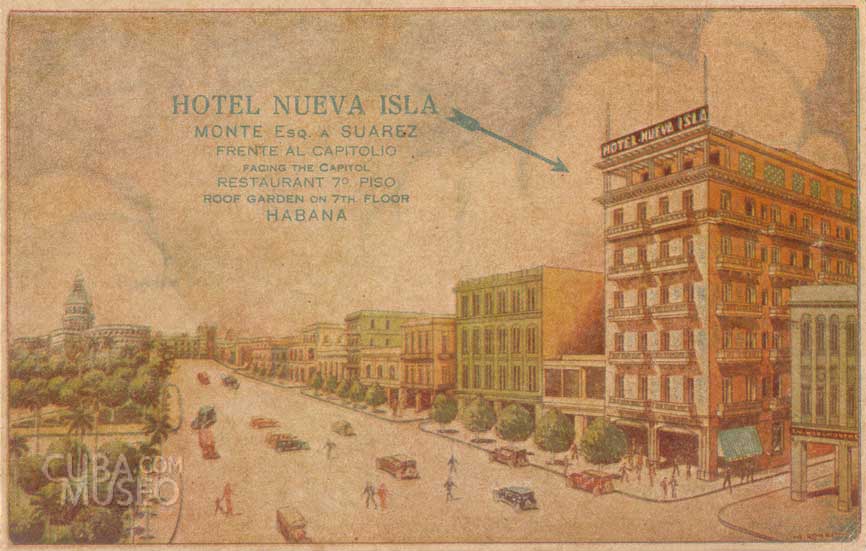 HOTEL NUEVA ISLA
MONTE ESQ. A SUAREZ
FRENTE AL CAPITOLIO
FACING THE CAPITOL
RESTAURANT 7º PISO
ROOF GARDEN ON 7TH FLOOR
HABANA
HOTEL-NUEVA ISLA
CUBA.COM
MUSEO